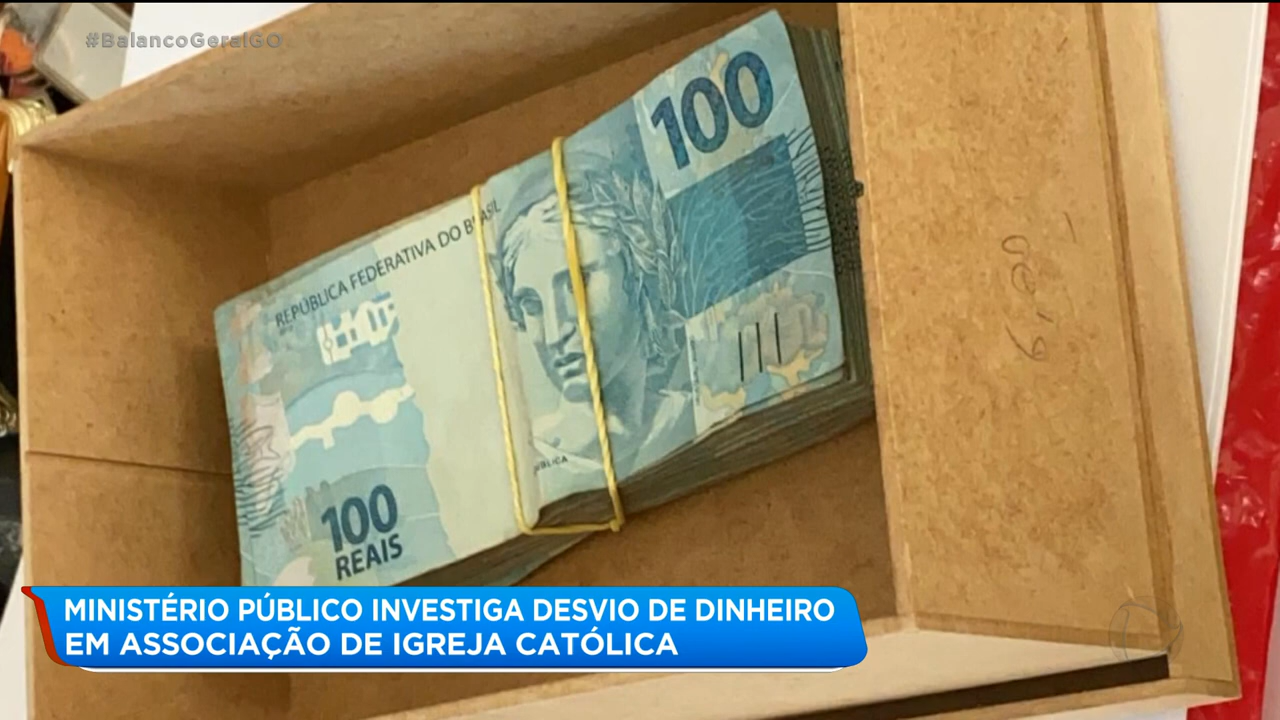 #BalancoGeralGO
100
REPÚBLICA FEDERATIVA DO BRASIL
100
REAIS
MINISTÉRIO PÚBLICO INVESTIGA DESVIO DE DINHEIRO
EM ASSOCIAÇÃO DE IGREJA CATÓLICA